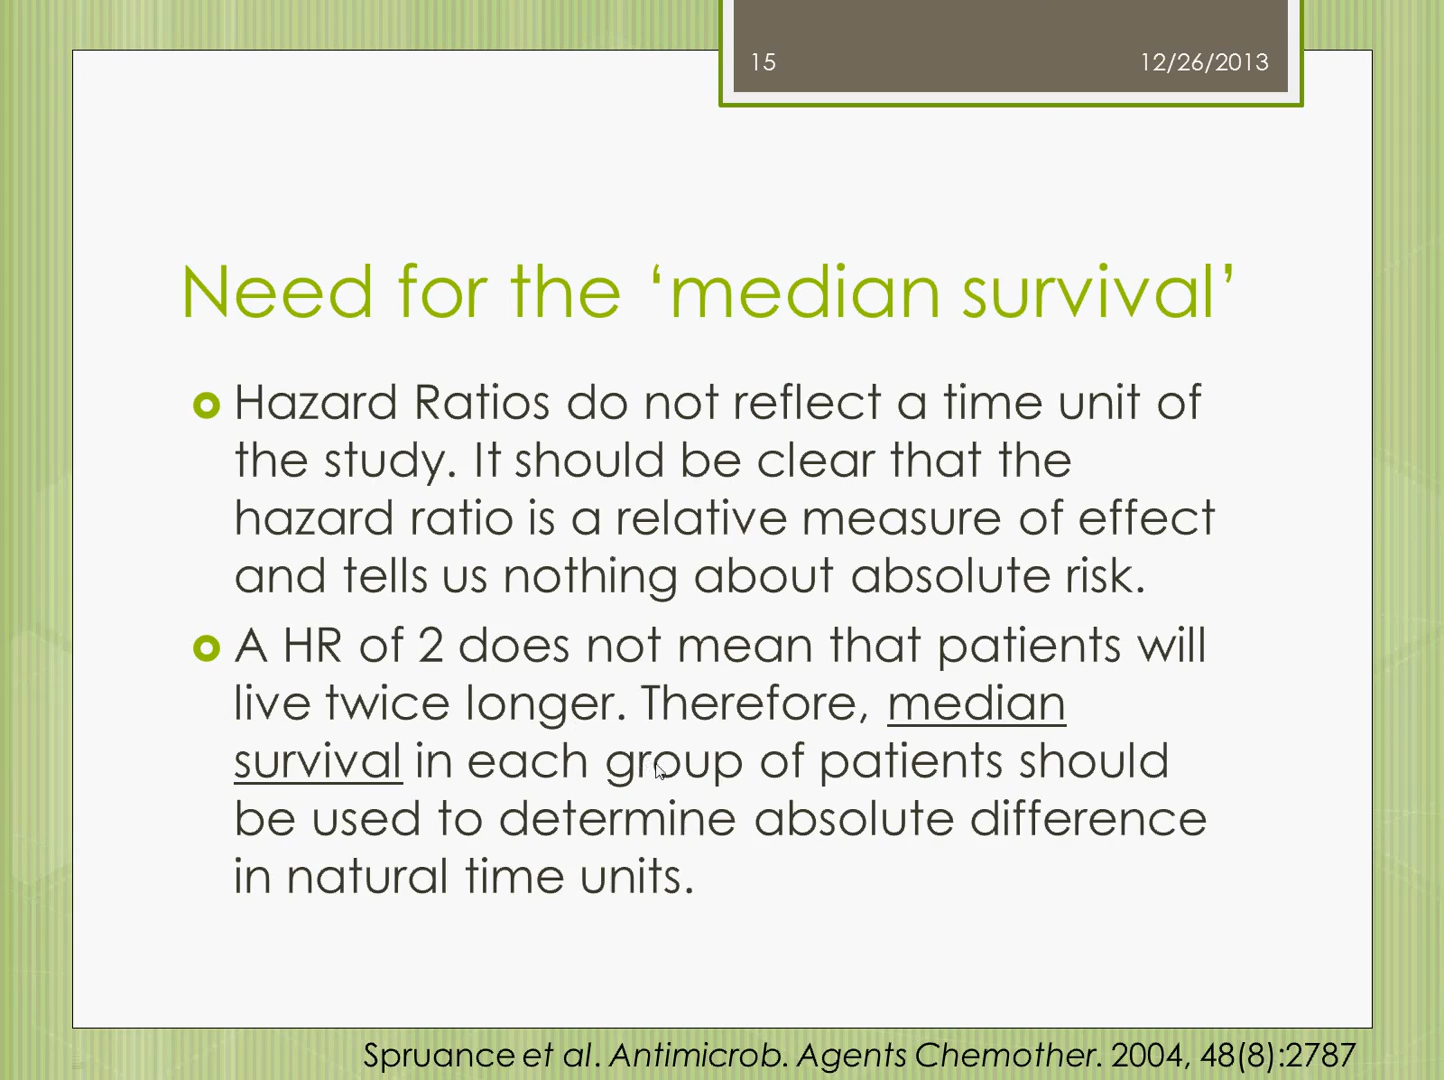 15 12/26/2013
Need for the ‘median survival’
Hazard Ratios do not reflect a time unit of
the study. It should be clear that the
hazard ratio is a relative measure of effect
and tells us nothing about absolute risk.
A HR of 2 does not mean that patients will
live twice longer. Therefore, median
survival in each group of patients should
be used to determine absolute difference
in natural time units.
Spruance et al. Antimicrob. Agents Chemother. 2004, 48(8):2787